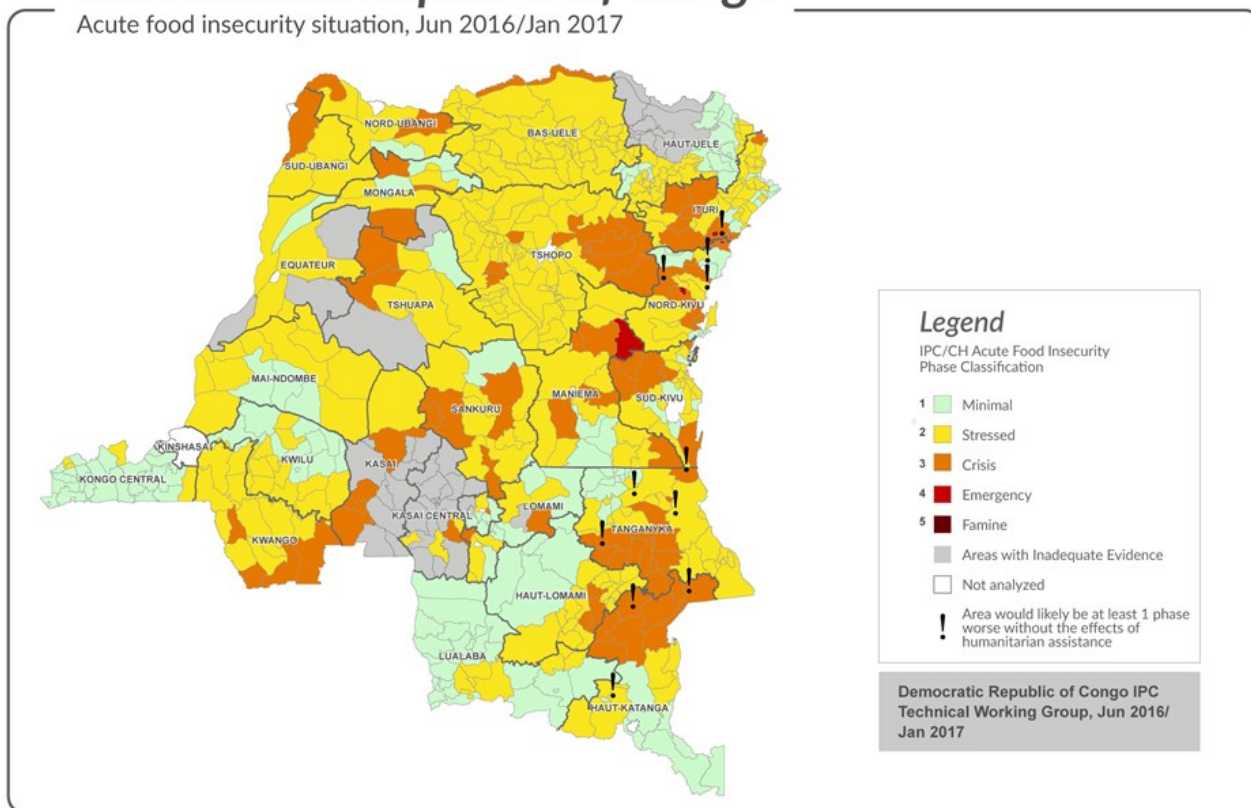 Acute food insecurity situation, Jun 2016/Jan 2017
NORD-UBANGI
BAS-UELE
HAUT-UELE
SUD-UBANGI
MONGALA
ITURI
TSHOPO
EQUATEUR
TSHUAPA
NORD-KIVU
MAI-NDOMBE
SANKURU
MANIEMA
SUD-KIVU
KINSHASA
KWILU
KASAI
KONGO CENTRAL
KASAI CENTRAL
LOMAMI
TANGANYKA
KWANGO
HAUT-LOMAMI
LUALABA
HAUT-KATANGA
!
!
!
!
!
!
!
!
!
!
!
Legend
IPC/CH Acute Food Insecurity
Phase Classification
1 Minimal
2 Stressed
3 Crisis
4 Emergency
5 Famine
Areas with Inadequate Evidence
Not analyzed
! Area would likely be at least 1 phase
worse without the effects of
humanitarian assistance
Democratic Republic of Congo IPC
Technical Working Group, Jun 2016/
Jan 2017